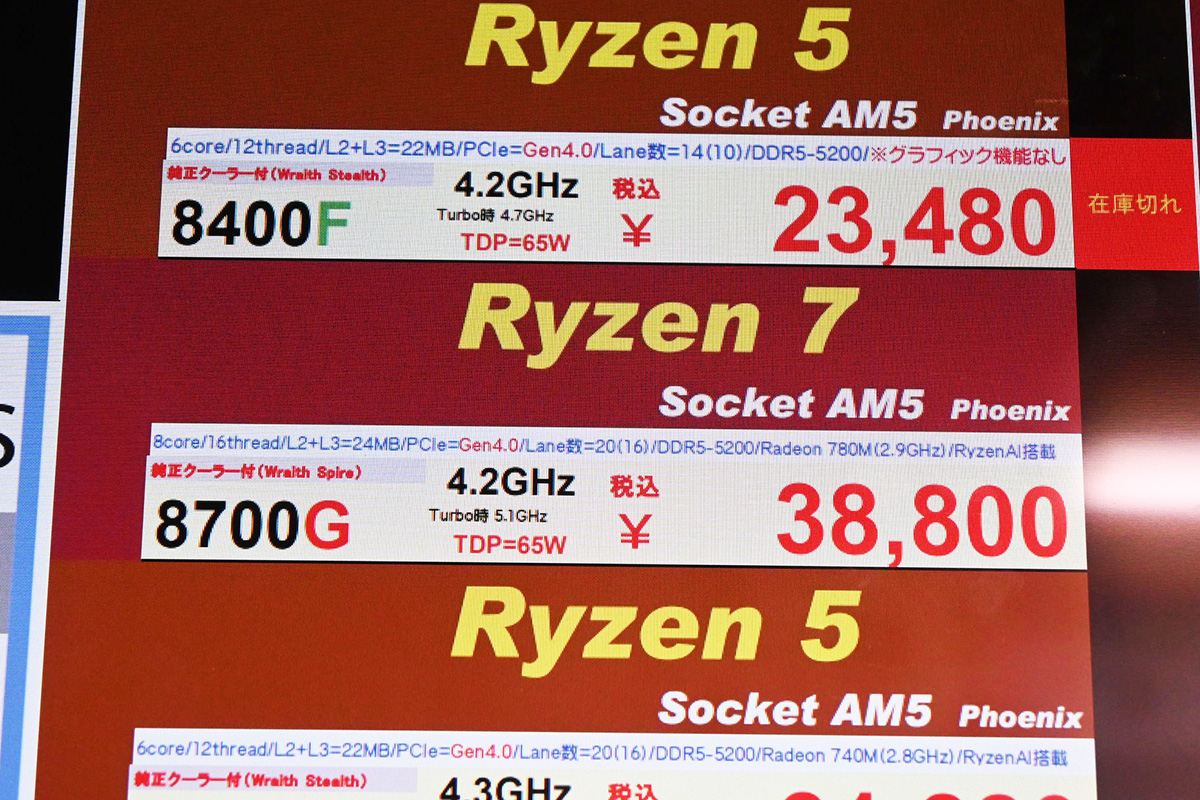 Ryzen 5
Socket AM5 Phoenix
6core/12thread/L2+L3=22MB/PCIe=Gen4.0/Lane数=14(10)/DDR5-5200/※グラフィック機能なし
純正クーラー付(Wraith Stealth)
8400F
4.2GHz
Turbo時 4.7GHz
TDP=65W
税込
¥
23,480
在庫切れ
Ryzen 7
Socket AM5 Phoenix
8core/16thread/L2+L3=24MB/PCIe=Gen4.0/Lane数=20(16)/DDR5-5200/Radeon 780M(2.9GHz)/RyzenAI搭載
純正クーラー付(Wraith Spire)
8700G
4.2GHz
Turbo時 5.1GHz
TDP=65W
税込
¥
38,800
Ryzen 5
Socket AM5 Phoenix
6core/12thread/L2+L3=22MB/PCIe=Gen4.0/Lane数=20(16)/DDR5-5200/Radeon 740M(2.8GHz)/RyzenAI搭載
純正クーラー付(Wraith Stealth)
4.3GHz
税込